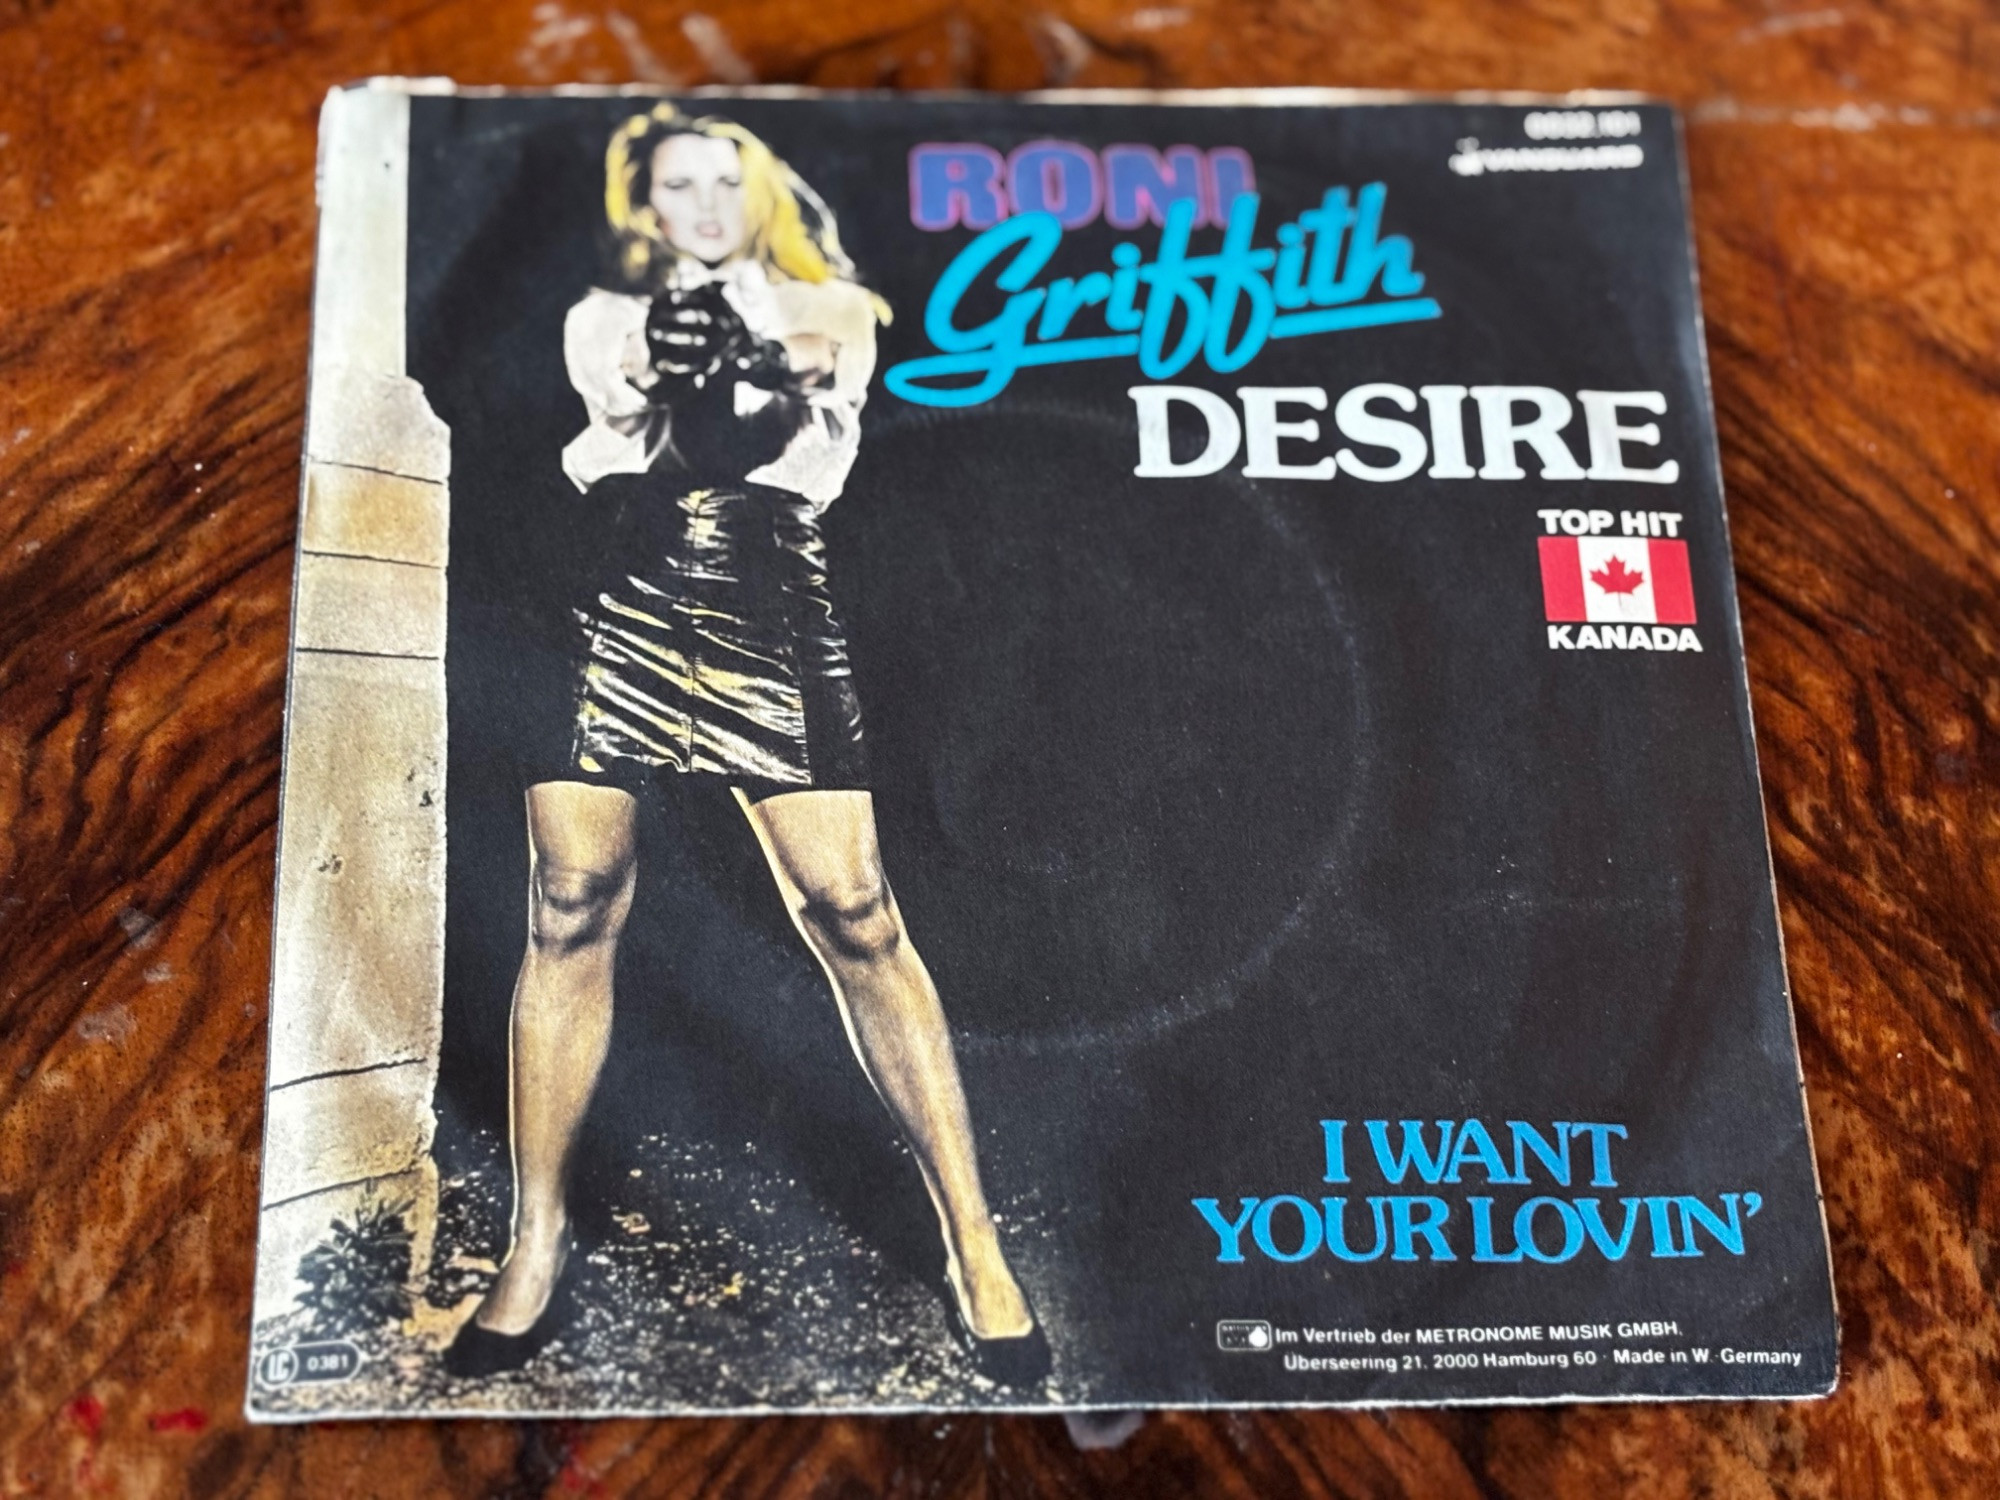 VANGUARD
RONI
Griffith
DESIRE
TOP HIT
KANADA
I WANT
YOUR LOVIN'
Im Vertrieb der METRONOME MUSIK GMBH.
Überseering 21. 2000 Hamburg 60 · Made in W.-Germany
LC 0381